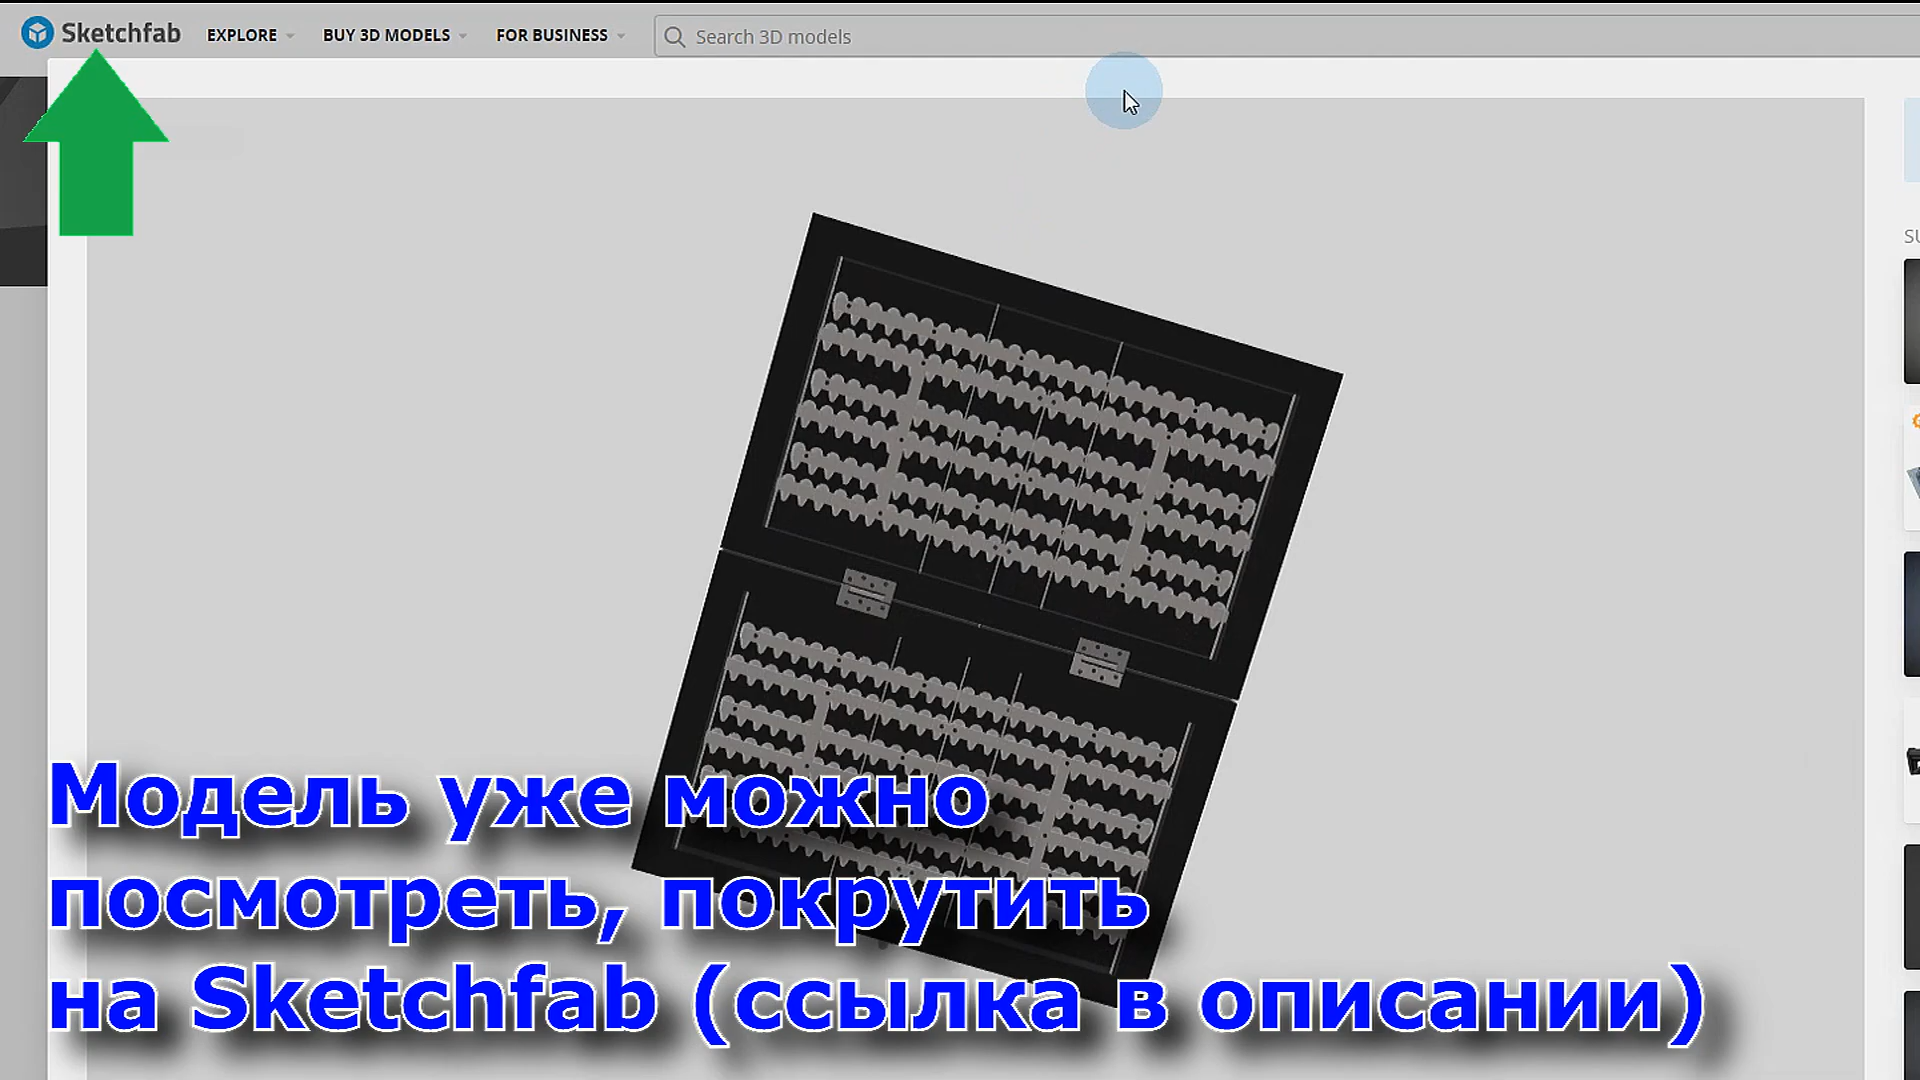 Sketchfab EXPLORE BUY 3D MODELS FOR BUSINESS Search 3D models
Модель уже можно
посмотреть, покрутить
на Sketchfab (ссылка в описании)